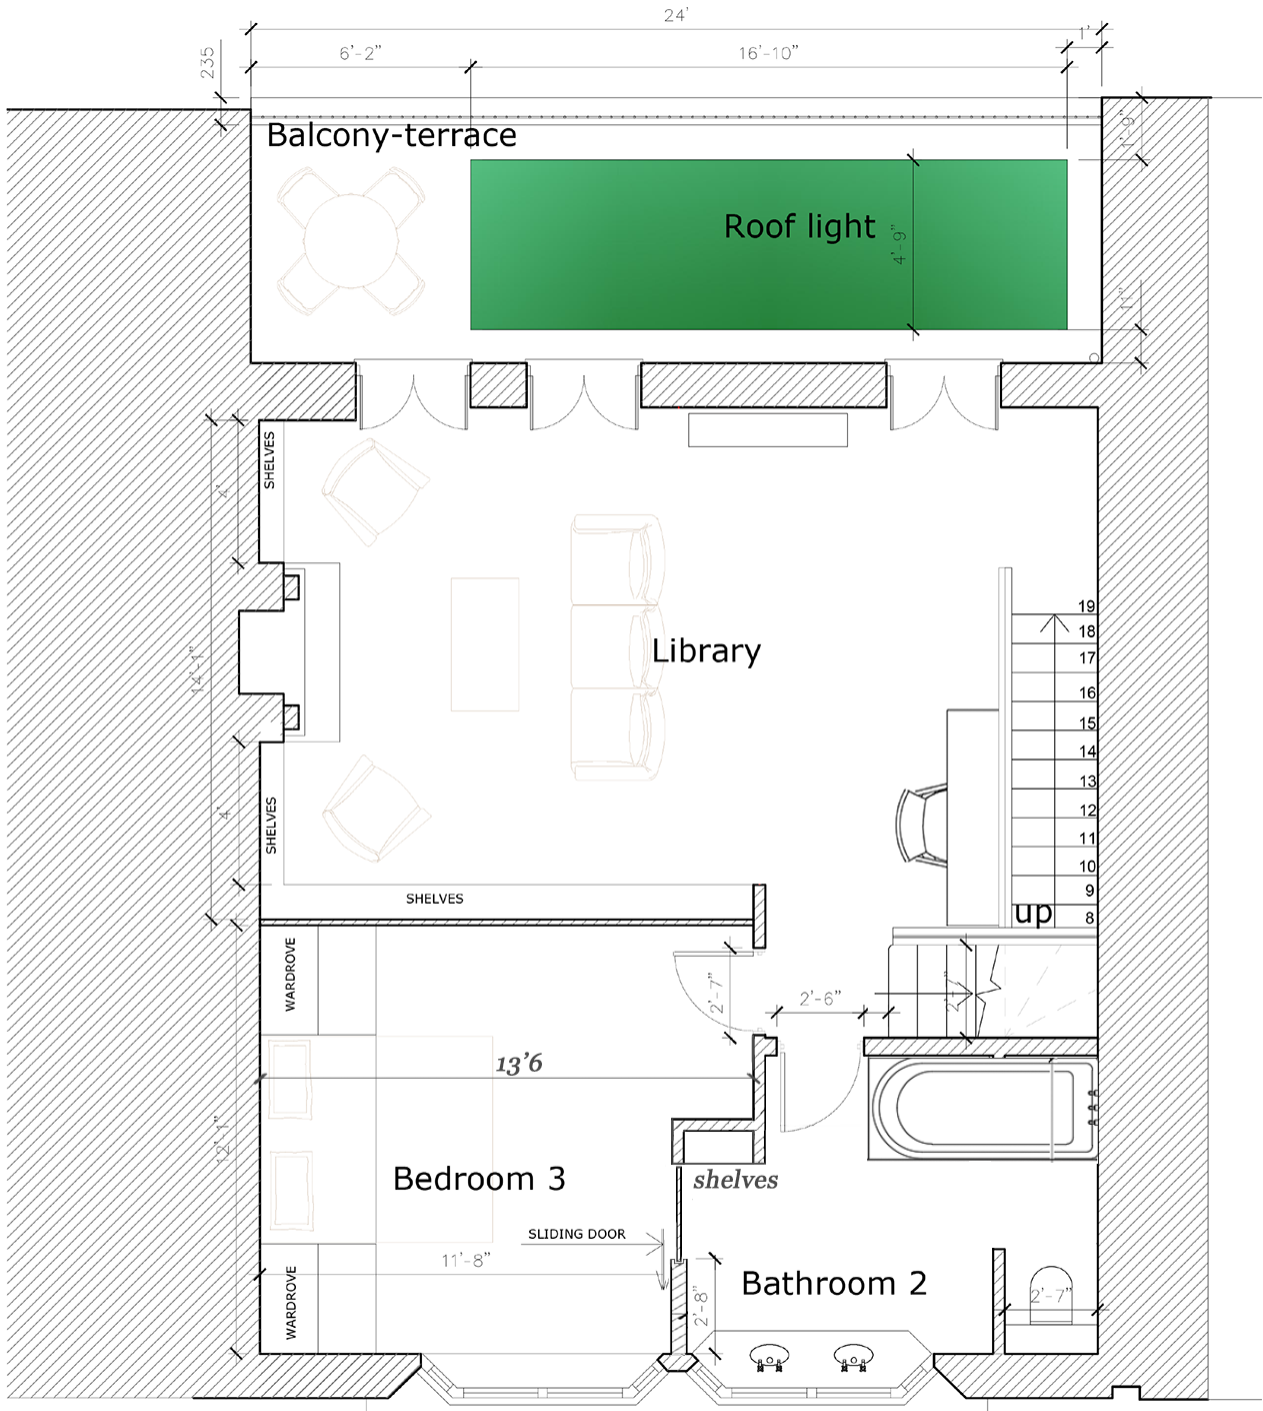 24'
1'
235
6'-2"
16'-10"
1'-9"
Balcony-terrace
Roof light
4'-9"
11"
SHELVES
4'
14'-1"
Library
19
18
17
16
15
14
13
12
11
10
9
up 8
4'
SHELVES
SHELVES
WARDROVE
2'-7"
2'-6"
2'-7"
13'6
12'-1"
Bedroom 3
shelves
SLIDING DOOR
11'-8"
WARDROVE
2'-8"
Bathroom 2
2'-7"